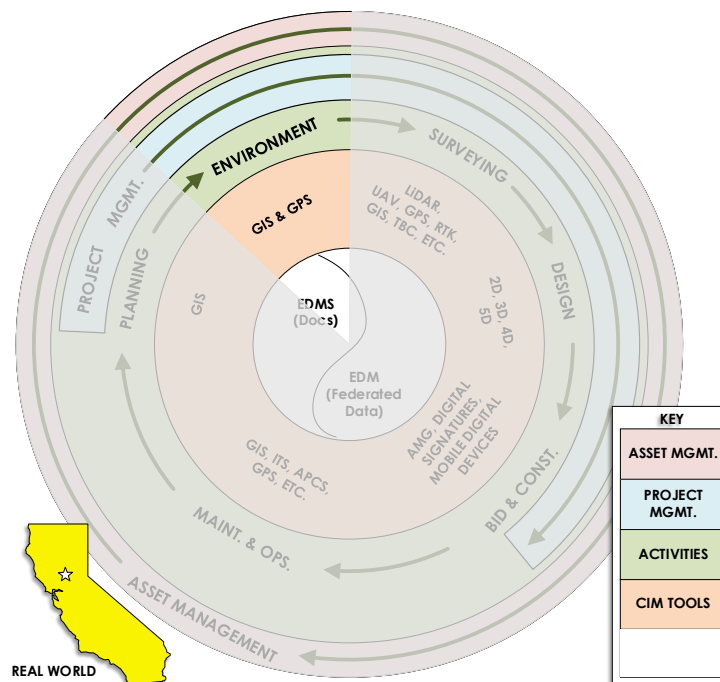 ENVIRONMENT
SURVEYING
DESIGN
BID & CONST.
MAINT. & OPS.
PLANNING
PROJECT
MGMT.
ASSET MANAGEMENT
GIS & GPS
LiDAR,
UAV, GPS, RTK.
GIS, TBC, ETC.
2D, 3D, 4D,
5D
AMG, DIGITAL
SIGNATURES,
MOBILE DIGITAL
DEVICES
GIS, ITS, APCS,
GPS, ETC.
GIS
EDMS
(Docs)
EDM
(Federated
Data)
REAL WORLD
KEY
ASSET MGMT.
PROJECT
MGMT.
ACTIVITIES
CIM TOOLS